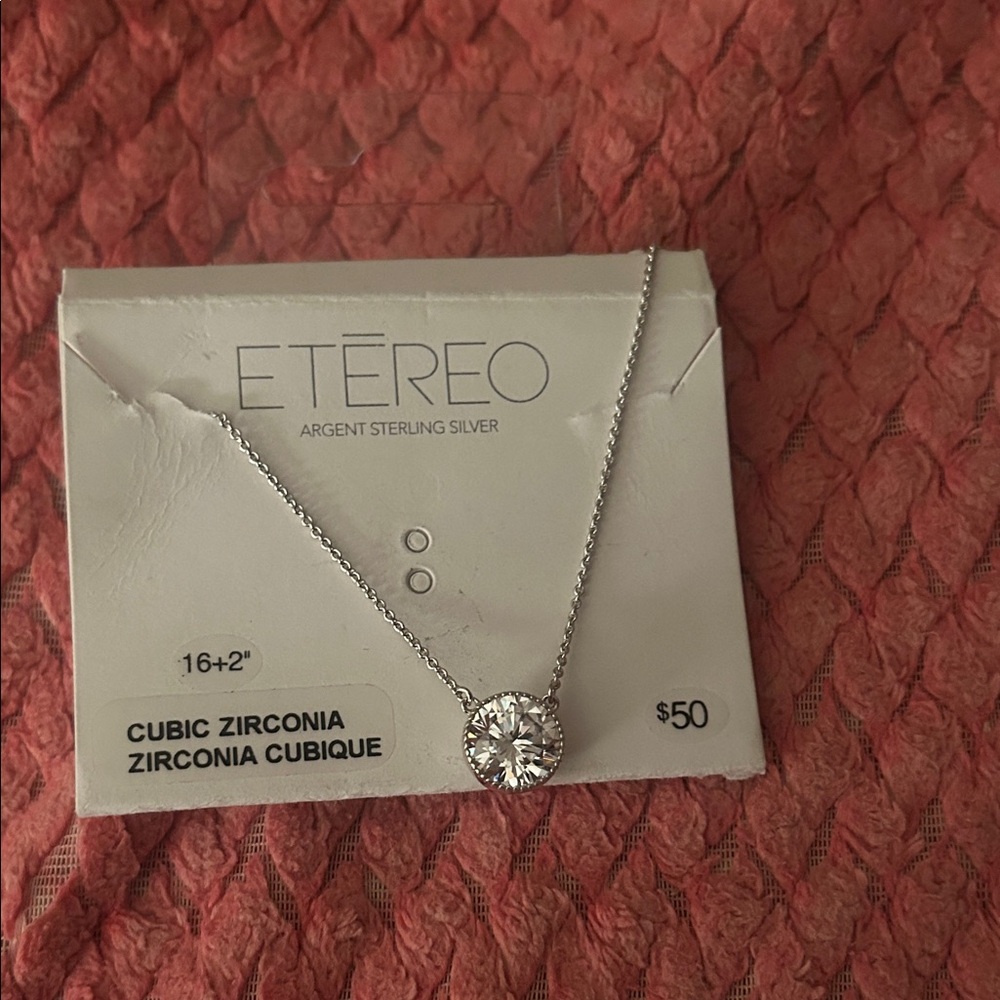 ETĒREO
ARGENT STERLING SILVER
16+2"
CUBIC ZIRCONIA
ZIRCONIA CUBIQUE
$50